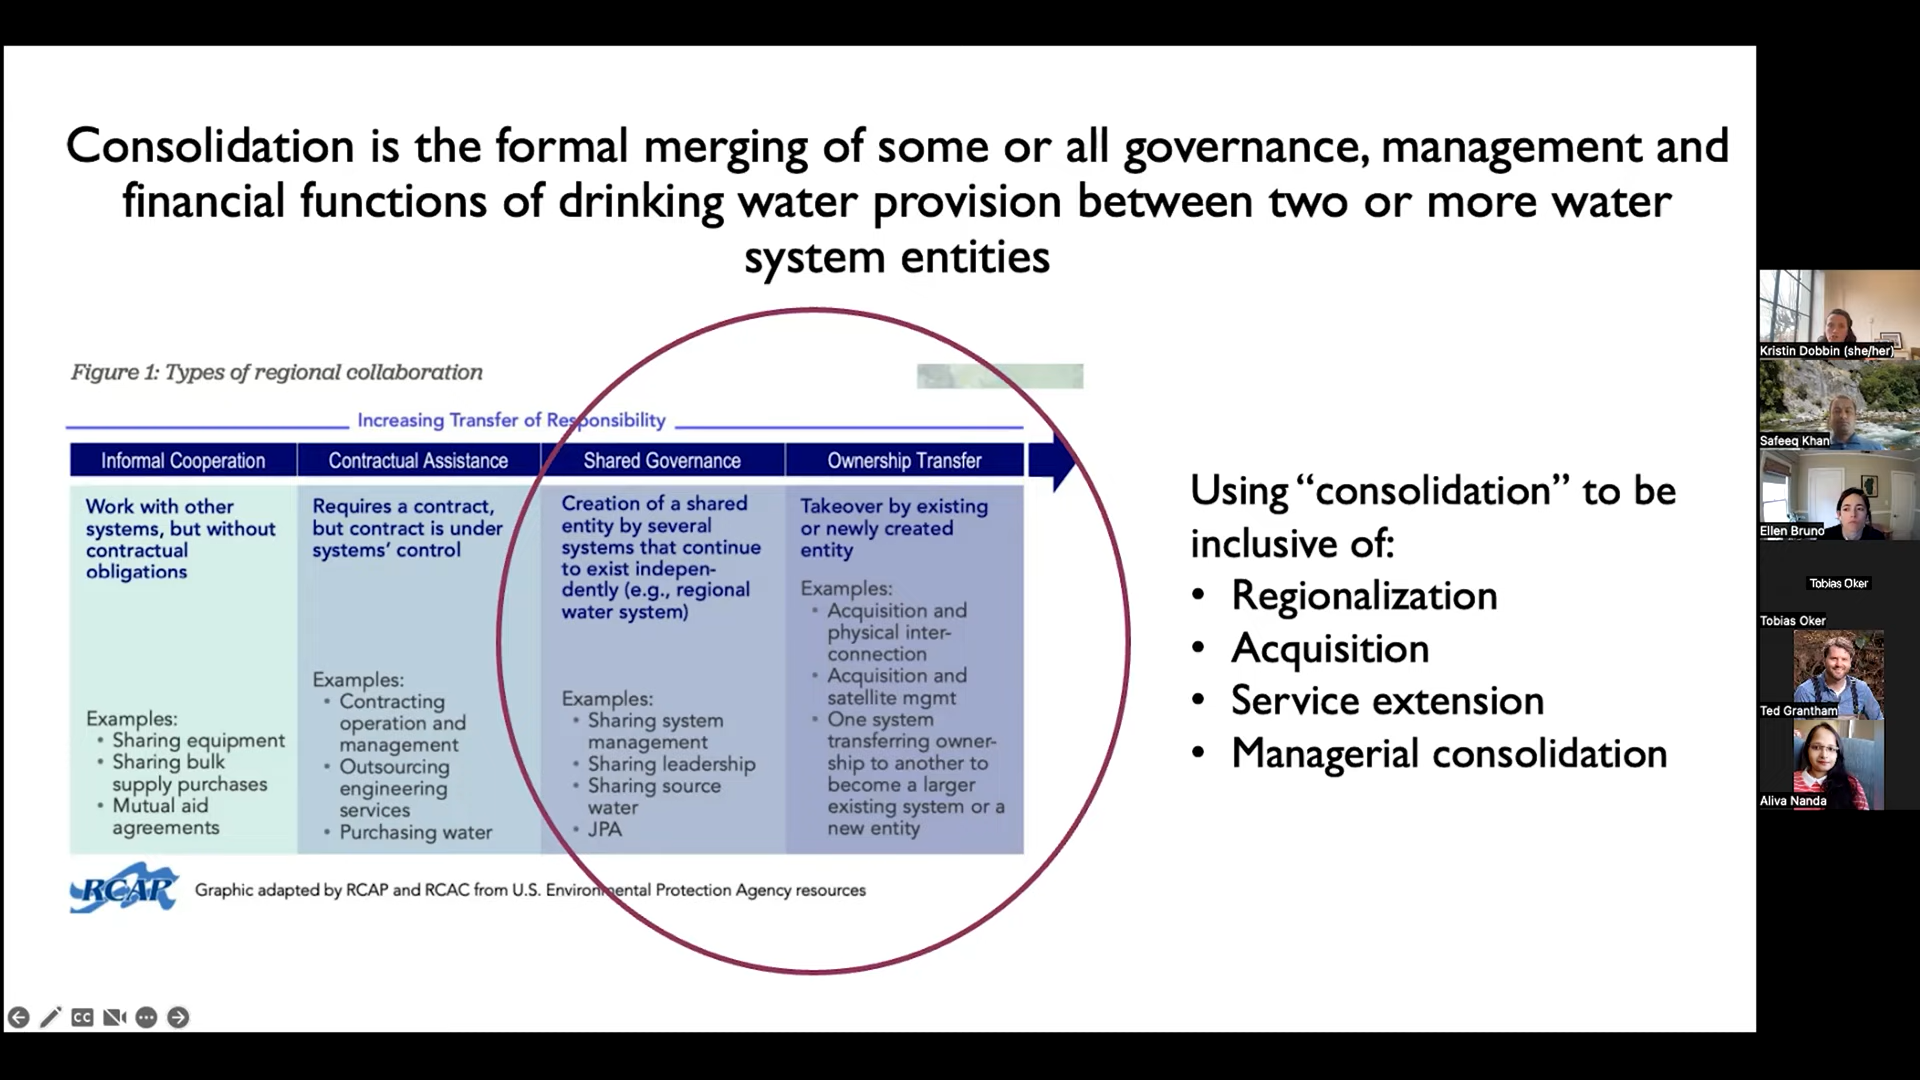 Consolidation is the formal merging of some or all governance, management and
financial functions of drinking water provision between two or more water
system entities
Figure 1: Types of regional collaboration
Increasing Transfer of Responsibility
Informal Cooperation
Work with other
systems, but without
contractual
obligations
Examples:
• Sharing equipment
• Sharing bulk
supply purchases
• Mutual aid
agreements
Contractual Assistance
Requires a contract,
but contract is under
systems’ control
Examples:
• Contracting
operation and
management
• Outsourcing
engineering
services
• Purchasing water
Shared Governance
Creation of a shared
entity by several
systems that continue
to exist indepen-
dently (e.g., regional
water system)
Examples:
• Sharing system
management
• Sharing leadership
• Sharing source
water
• JPA
Ownership Transfer
Takeover by existing
or newly created
entity
Examples:
• Acquisition and
physical inter-
connection
• Acquisition and
satellite mgmt
• One system
transferring owner-
ship to another to
become a larger
existing system or a
new entity
RCAP
Graphic adapted by RCAP and RCAC from U.S. Environmental Protection Agency resources
Using “consolidation” to be
inclusive of:
• Regionalization
• Acquisition
• Service extension
• Managerial consolidation
CC
Kristin Dobbin (she/her)
Safeeq Khan
Ellen Bruno
Tobias Oker
Tobias Oker
Ted Grantham
Aliva Nanda